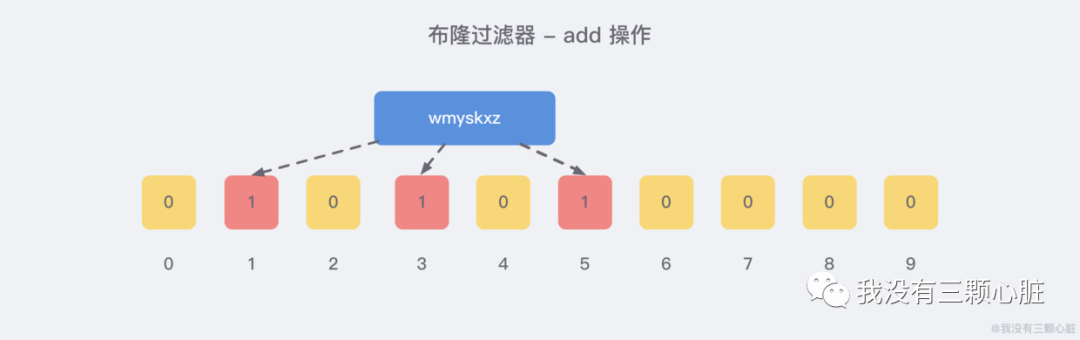 布隆过滤器 - add 操作
wmyskxz
0 1 0 1 0 1 0 0 0 0
0 1 2 3 4 5 6 7 8 9
我没有三颗心脏
@我没有三颗心脏